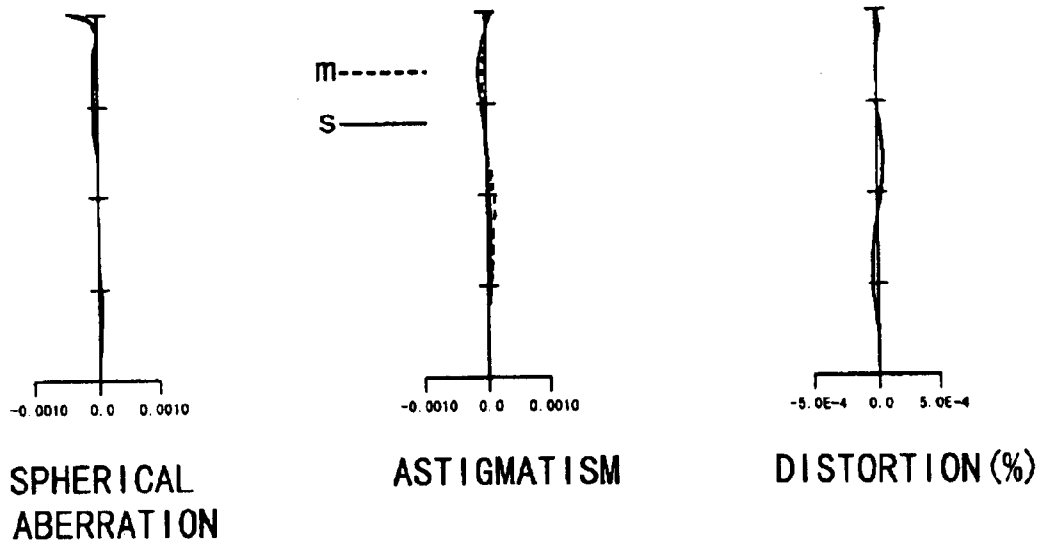 m
s
-0.0010 0.0 0.0010
-0.0010 0.0 0.0010
-5.0E-4 0.0 5.0E-4
SPHERICAL
ABERRATION
ASTIGMATISM
DISTORTION(%)